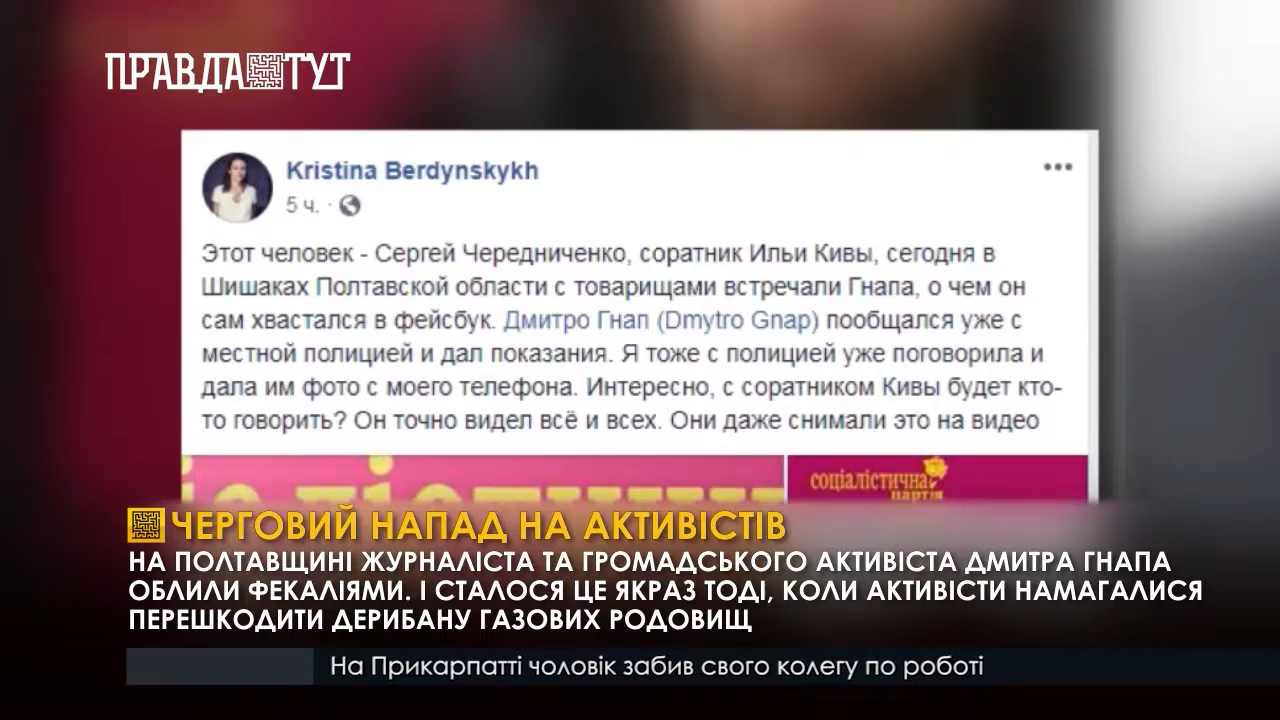 ПРАВДА ТУТ
Kristina Berdynskykh
5 ч. ·
Этот человек - Сергей Чередниченко, соратник Ильи Кивы, сегодня в
Шишаках Полтавской области с товарищами встречали Гнапа, о чем он
сам хвастался в фейсбук. Дмитро Гнап (Dmytro Gnap) пообщался уже с
местной полицией и дал показания. Я тоже с полицией уже поговорила и
дала им фото с моего телефона. Интересно, с соратником Кивы будет кто-
то говорить? Он точно видел всё и всех. Они даже снимали это на видео
соціалістична
партія
ЧЕРГОВИЙ НАПАД НА АКТИВІСТІВ
НА ПОЛТАВЩИНІ ЖУРНАЛІСТА ТА ГРОМАДСЬКОГО АКТИВІСТА ДМИТРА ГНАПА
ОБЛИЛИ ФЕКАЛІЯМИ. І СТАЛОСЯ ЦЕ ЯКРАЗ ТОДІ, КОЛИ АКТИВІСТИ НАМАГАЛИСЯ
ПЕРЕШКОДИТИ ДЕРИБАНУ ГАЗОВИХ РОДОВИЩ
На Прикарпатті чоловік забив свого колегу по роботі